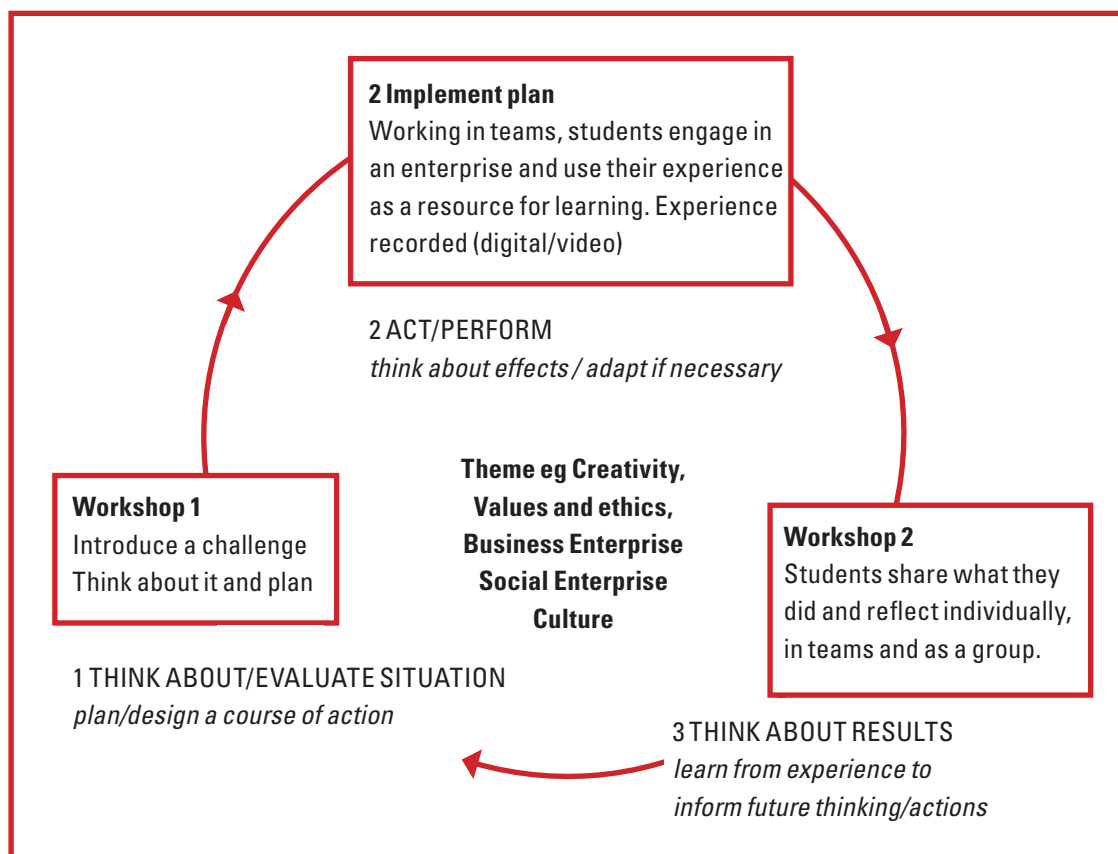 2 Implement plan
Working in teams, students engage in
an enterprise and use their experience
as a resource for learning. Experience
recorded (digital/video)
2 ACT/PERFORM
think about effects / adapt if necessary
Theme eg Creativity,
Values and ethics,
Business Enterprise
Social Enterprise
Culture
Workshop 1
Introduce a challenge
Think about it and plan
Workshop 2
Students share what they
did and reflect individually,
in teams and as a group.
1 THINK ABOUT/EVALUATE SITUATION
plan/design a course of action
3 THINK ABOUT RESULTS
learn from experience to
inform future thinking/actions